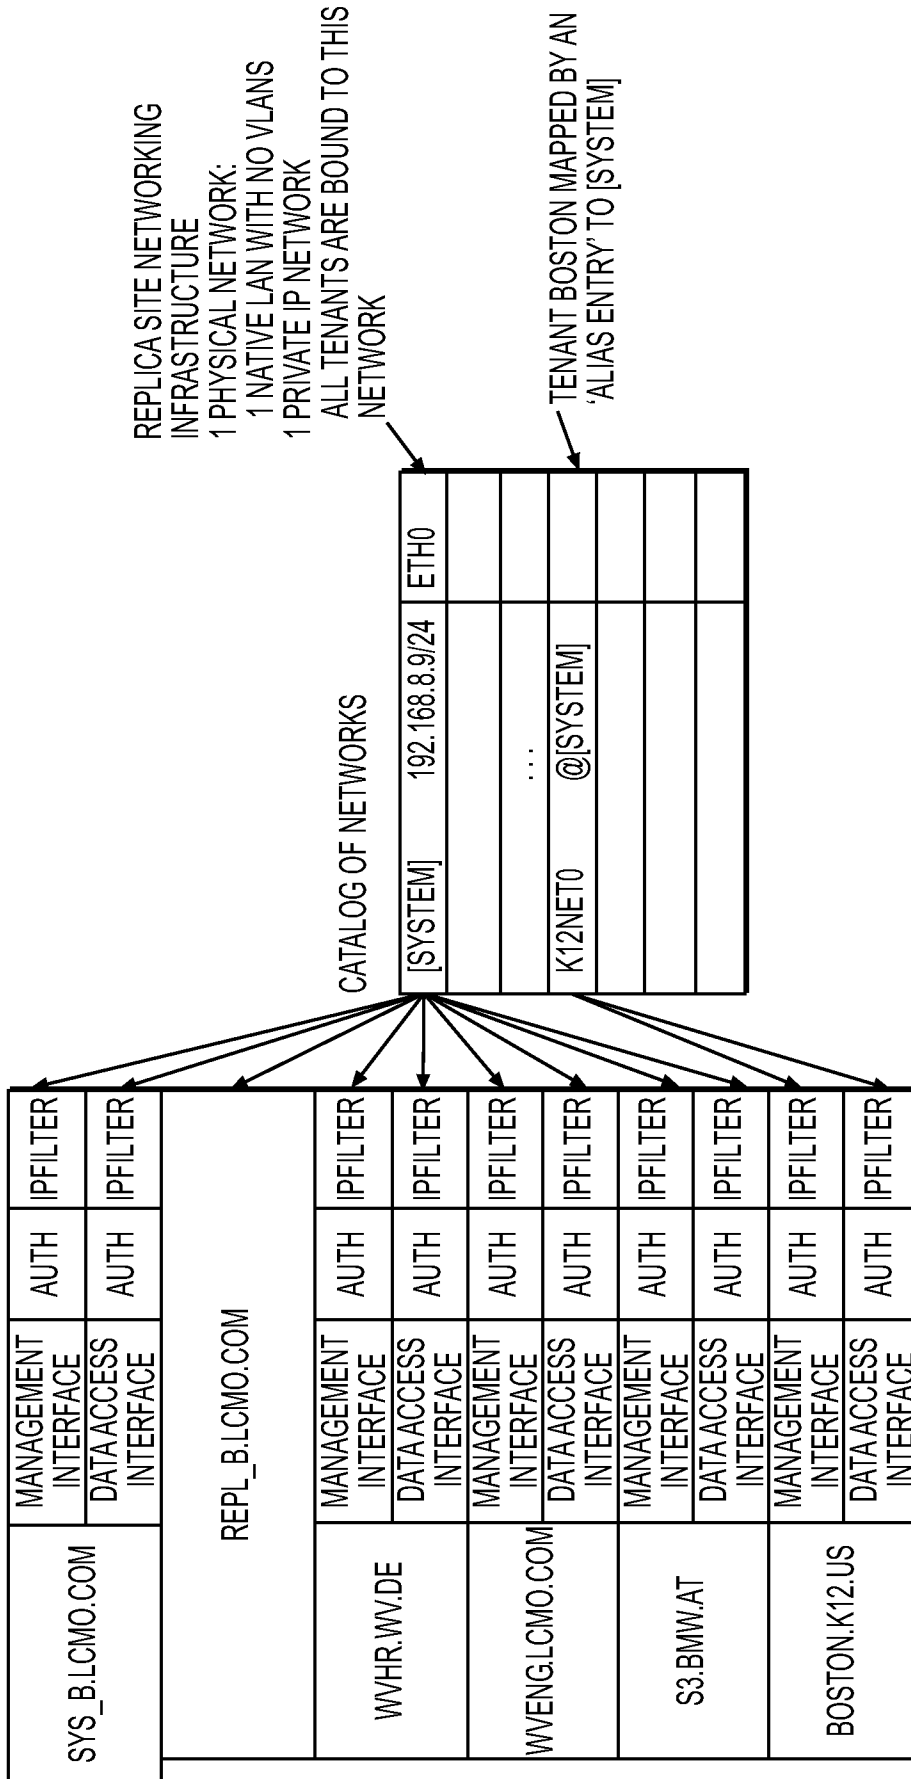 REPLICA SITE NETWORKING
INFRASTRUCTURE
1 PHYSICAL NETWORK:
1 NATIVE LAN WITH NO VLANS
1 PRIVATE IP NETWORK
ALL TENANTS ARE BOUND TO THIS
NETWORK
TENANT BOSTON MAPPED BY AN
‘ALIAS ENTRY’ TO [SYSTEM]
CATALOG OF NETWORKS
[SYSTEM] 192.168.8.9/24 ETH0
...
K12NET0 @[SYSTEM]
SYS_B.LCMO.COM
MANAGEMENT
INTERFACE
AUTH
IPFILTER
DATA ACCESS
INTERFACE
AUTH
IPFILTER
REPL_B.LCMO.COM
WVHR.WV.DE
MANAGEMENT
INTERFACE
AUTH
IPFILTER
DATA ACCESS
INTERFACE
AUTH
IPFILTER
WVENG.LCMO.COM
MANAGEMENT
INTERFACE
AUTH
IPFILTER
DATA ACCESS
INTERFACE
AUTH
IPFILTER
S3.BMW.AT
MANAGEMENT
INTERFACE
AUTH
IPFILTER
DATA ACCESS
INTERFACE
AUTH
IPFILTER
BOSTON.K12.US
MANAGEMENT
INTERFACE
AUTH
IPFILTER
DATA ACCESS
INTERFACE
AUTH
IPFILTER